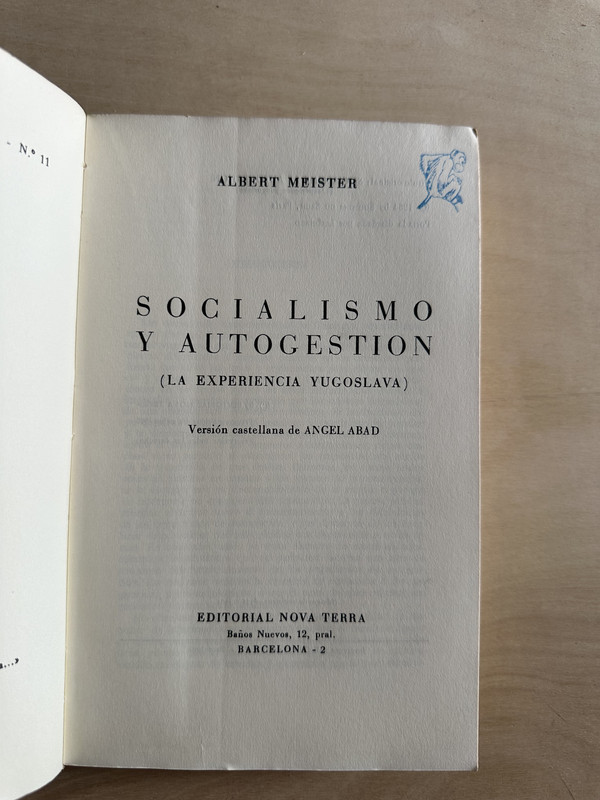 - N.º 11
ALBERT MEISTER
SOCIALISMO
Y AUTOGESTION
(LA EXPERIENCIA YUGOSLAVA)
Versión castellana de ANGEL ABAD
EDITORIAL NOVA TERRA
Baños Nuevos, 12, pral.
BARCELONA - 2